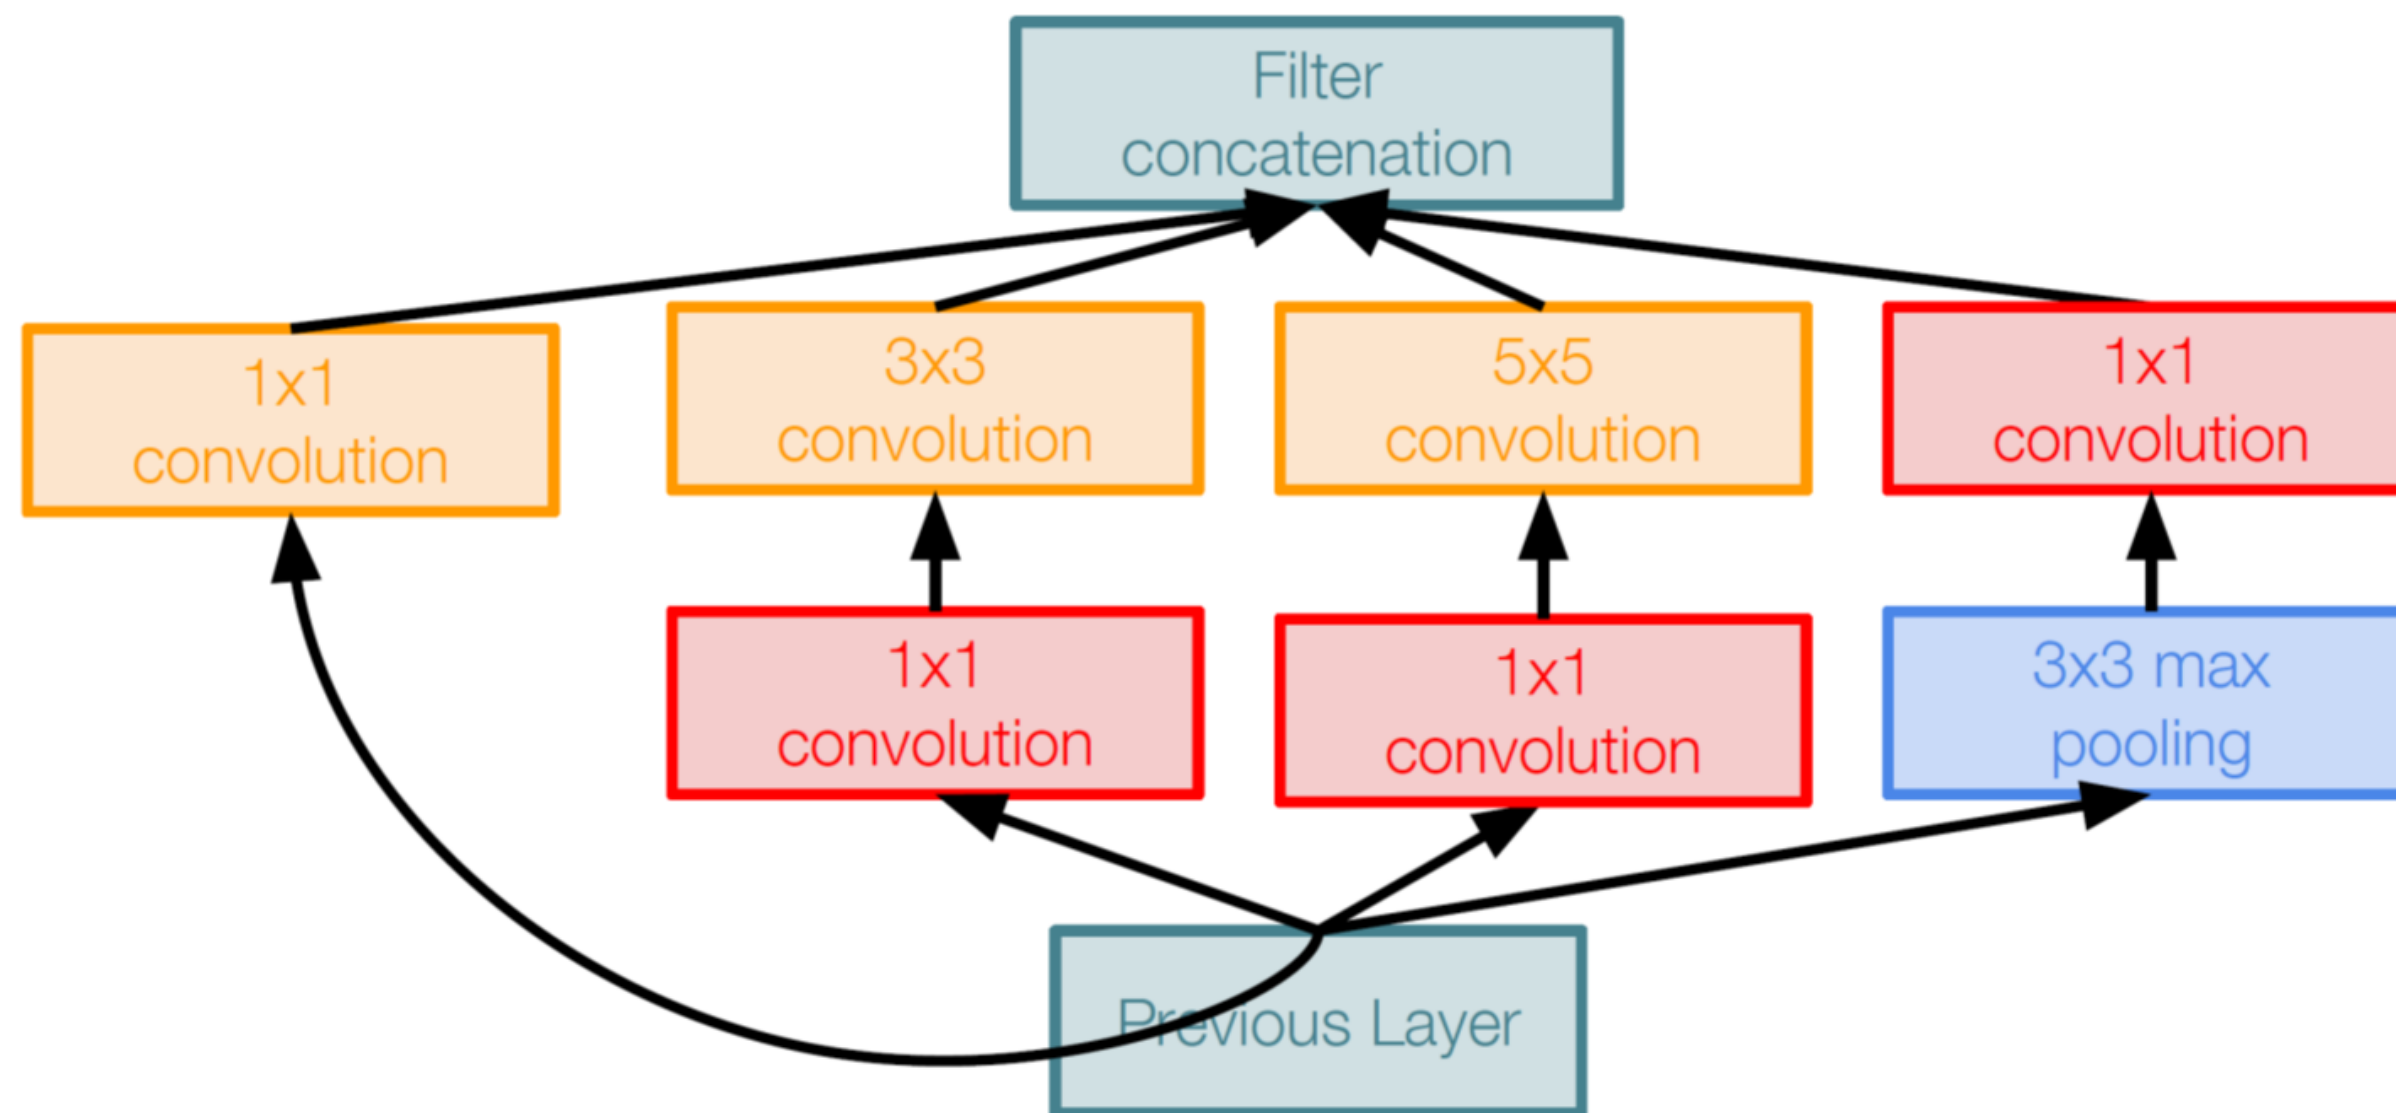 Filter
concatenation
1x1
convolution
3x3
convolution
5x5
convolution
1x1
convolution
1x1
convolution
1x1
convolution
3x3 max
pooling
Previous Layer